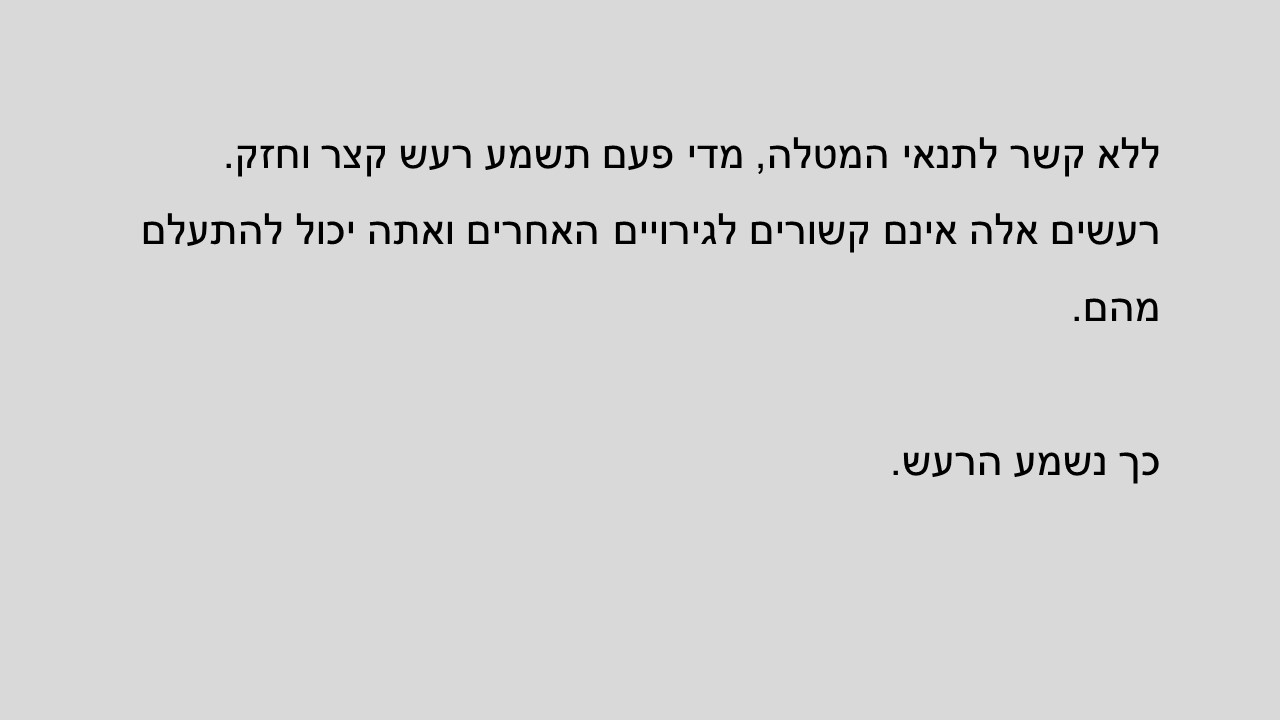 ללא קשר לתנאי המטלה, מדי פעם תשמע רעש קצר וחזק.
רעשים אלה אינם קשורים לגירויים האחרים ואתה יכול להתעלם
מהם.
כך נשמע הרעש.